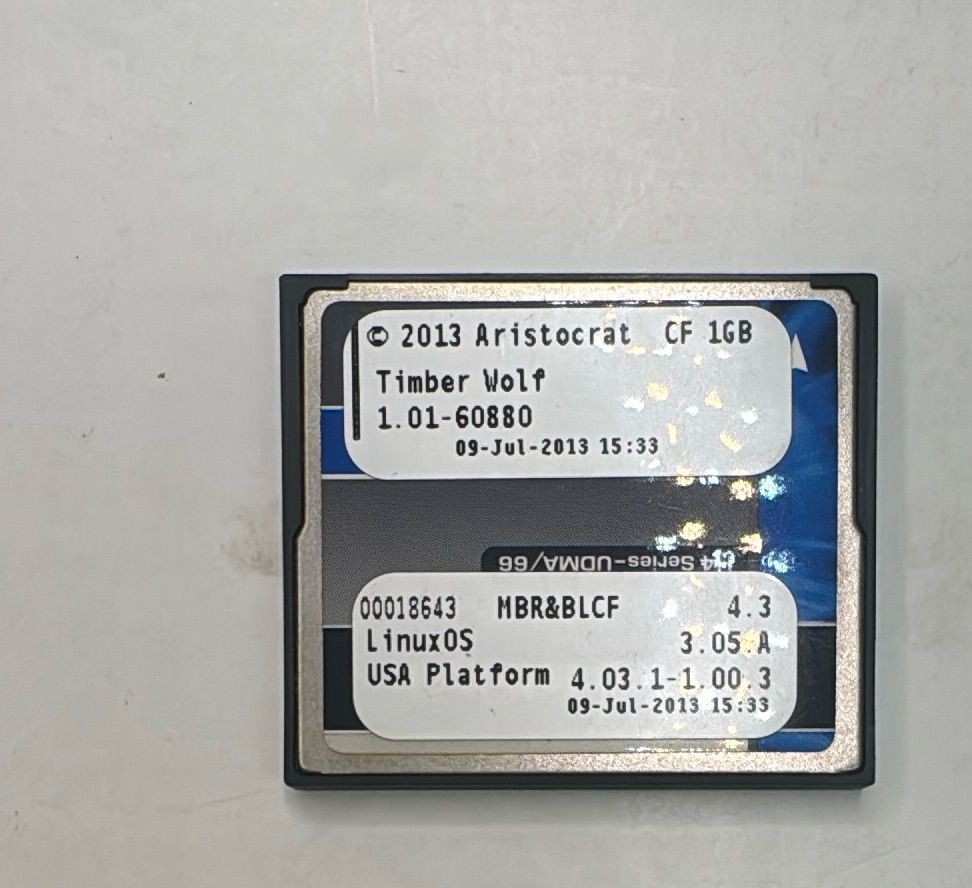 © 2013 Aristocrat CF 1GB
Timber Wolf
1.01-60880
09-Jul-2013 15:33
Series-UDMA/66
00018643 MBR&BLCF 4.3
LinuxOS 3.05.A
USA Platform 4.03.1-1.00.3
09-Jul-2013 15:33